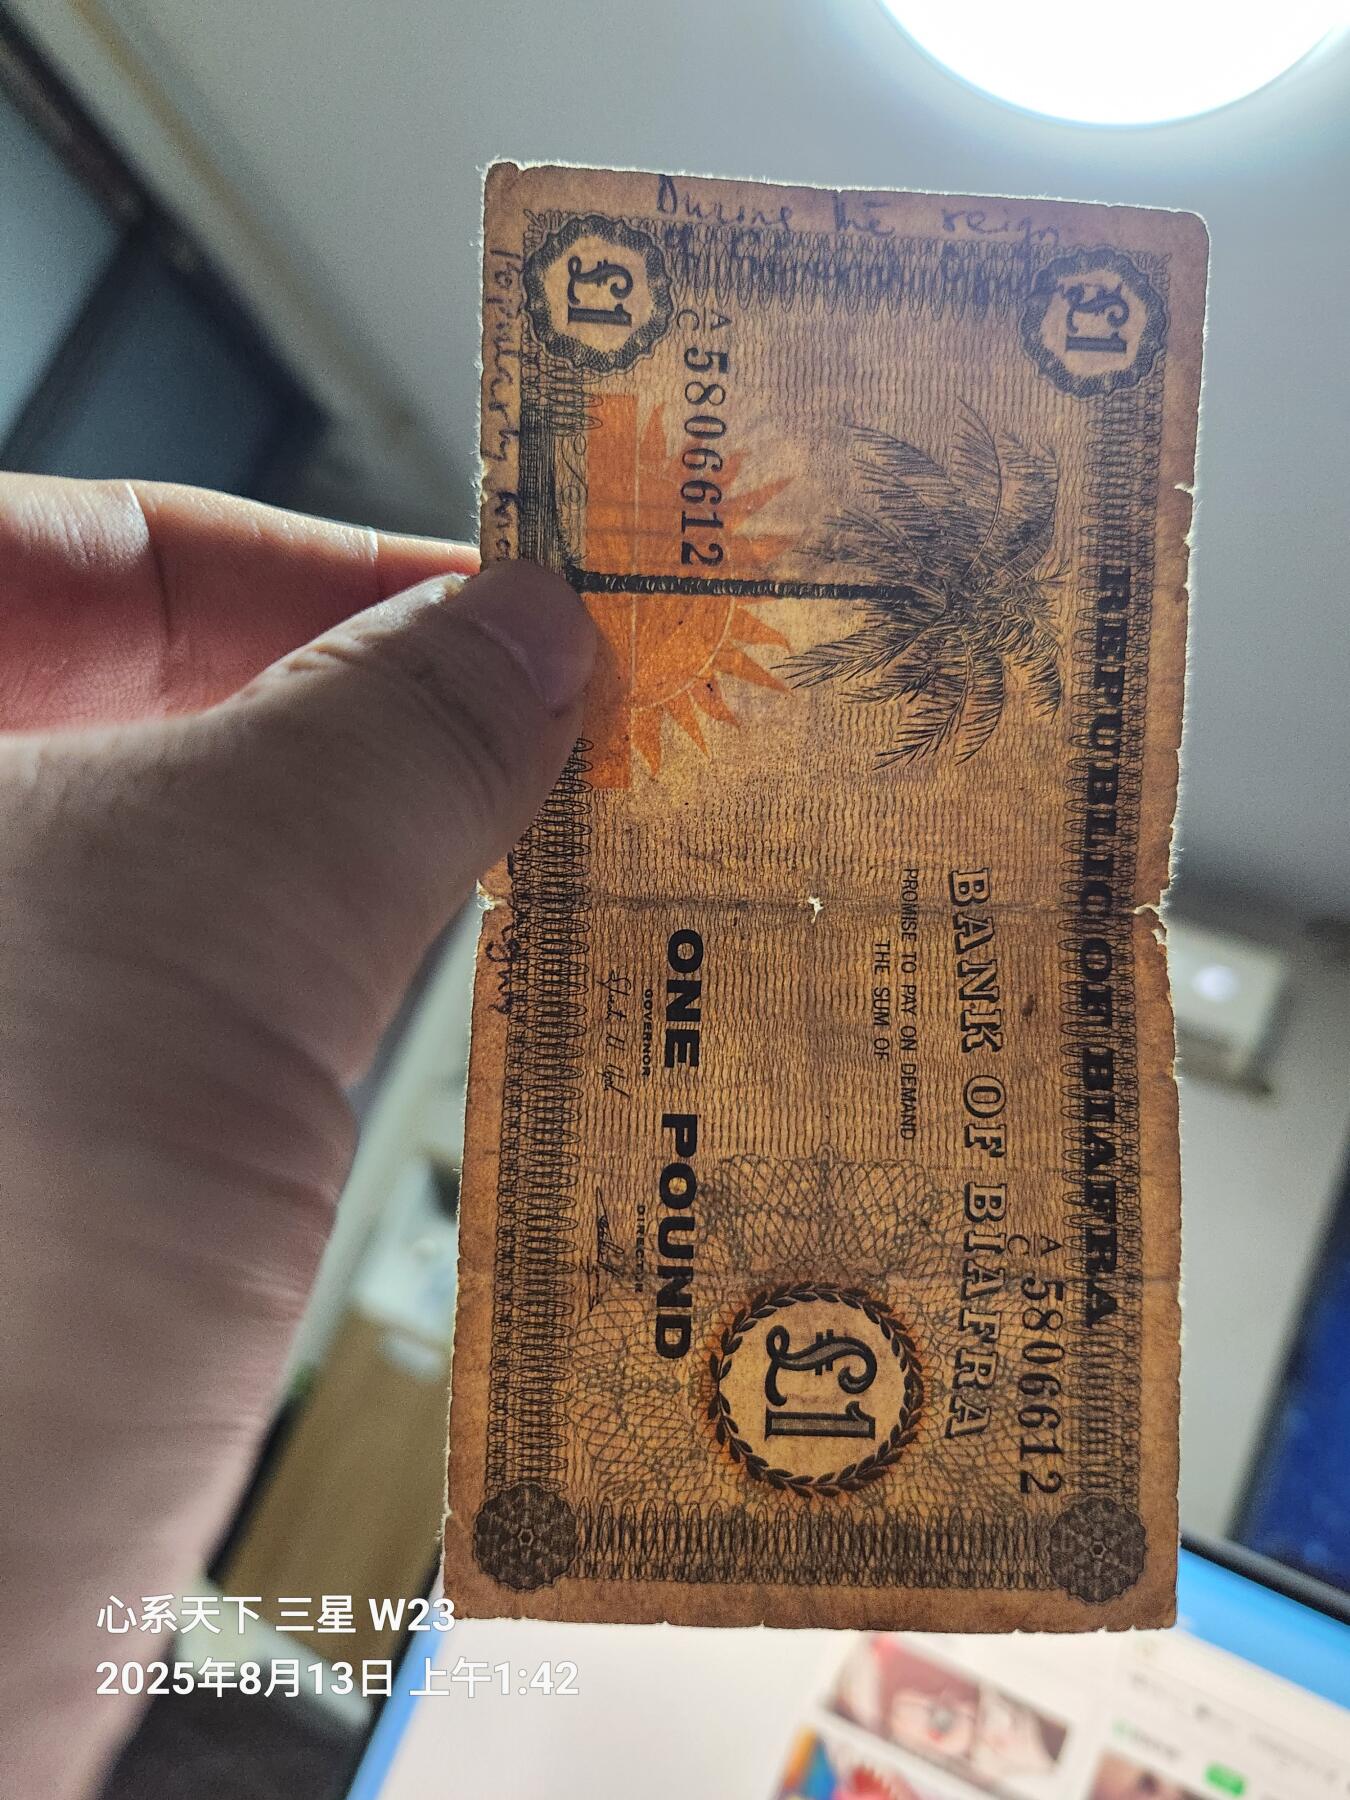 During the reign
Popular by
£1
£1
REPUBLIC OF BIAFRA
A/C 5806612
BANK OF BIAFRA
PROMISE TO PAY ON DEMAND
THE SUM OF
A/C 5806612
ONE POUND
GOVERNOR
DIRECTOR
£1
心系天下 三星 W23
2025年8月13日 上午1:42